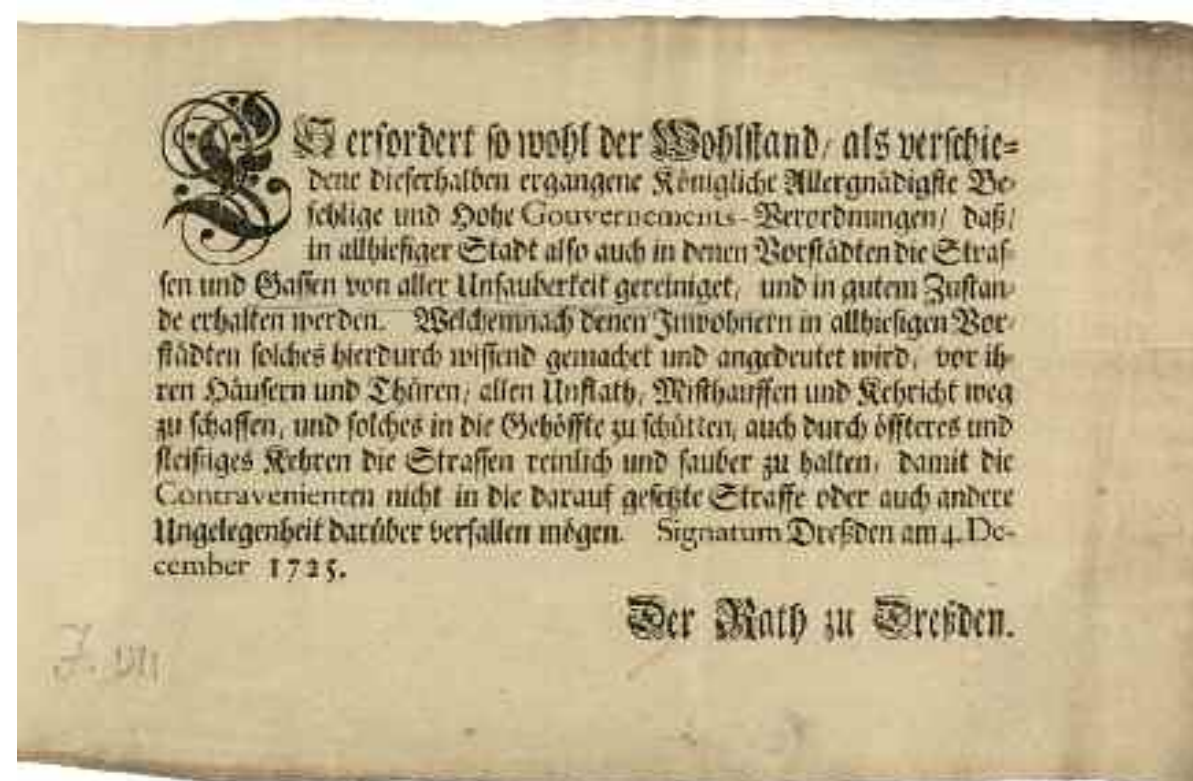 ES erfordert so wohl der Wohlstand/ als verschie=
dene dieserhalben ergangene Königliche Allergnädigste Be=
fehlige und Hohe Gouvernements-Verordnungen/ daß/
in allhiesiger Stadt also auch in denen Vorstädten die Stras=
sen und Gassen von aller Unsauberkeit gereiniget/ und in gutem Zustan=
de erhalten werden. Welchemnach denen Inwohnern in allhiesigen Vor=
städten solches hierdurch wissend gemachet und angedeutet wird/ vor ih=
ren Häusern und Thüren/ allen Unflath/ Misthauffen und Kehricht weg
zu schaffen/ und solches in die Gehöffte zu schütten/ auch durch öffteres und
fleißiges Kehren die Strassen reinlich und sauber zu halten/ damit die
Contravenienten nicht in die darauf gesetzte Straffe oder auch andere
Ungelegenheit darüber verfallen mögen. Signatum Dreßden am 4. De-
cember 1725.
Der Rath zu Dreßden.